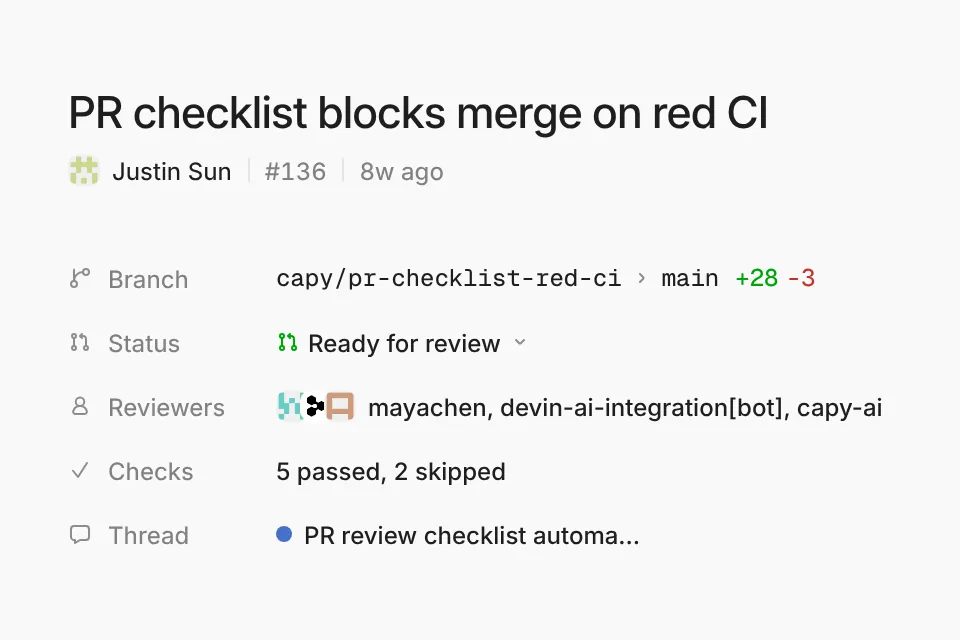 PR checklist blocks merge on red CI
Justin Sun #136 8w ago
Branch capy/pr-checklist-red-ci › main +28 -3
Status Ready for review
Reviewers mayachen, devin-ai-integration[bot], capy-ai
Checks 5 passed, 2 skipped
Thread PR review checklist automa...